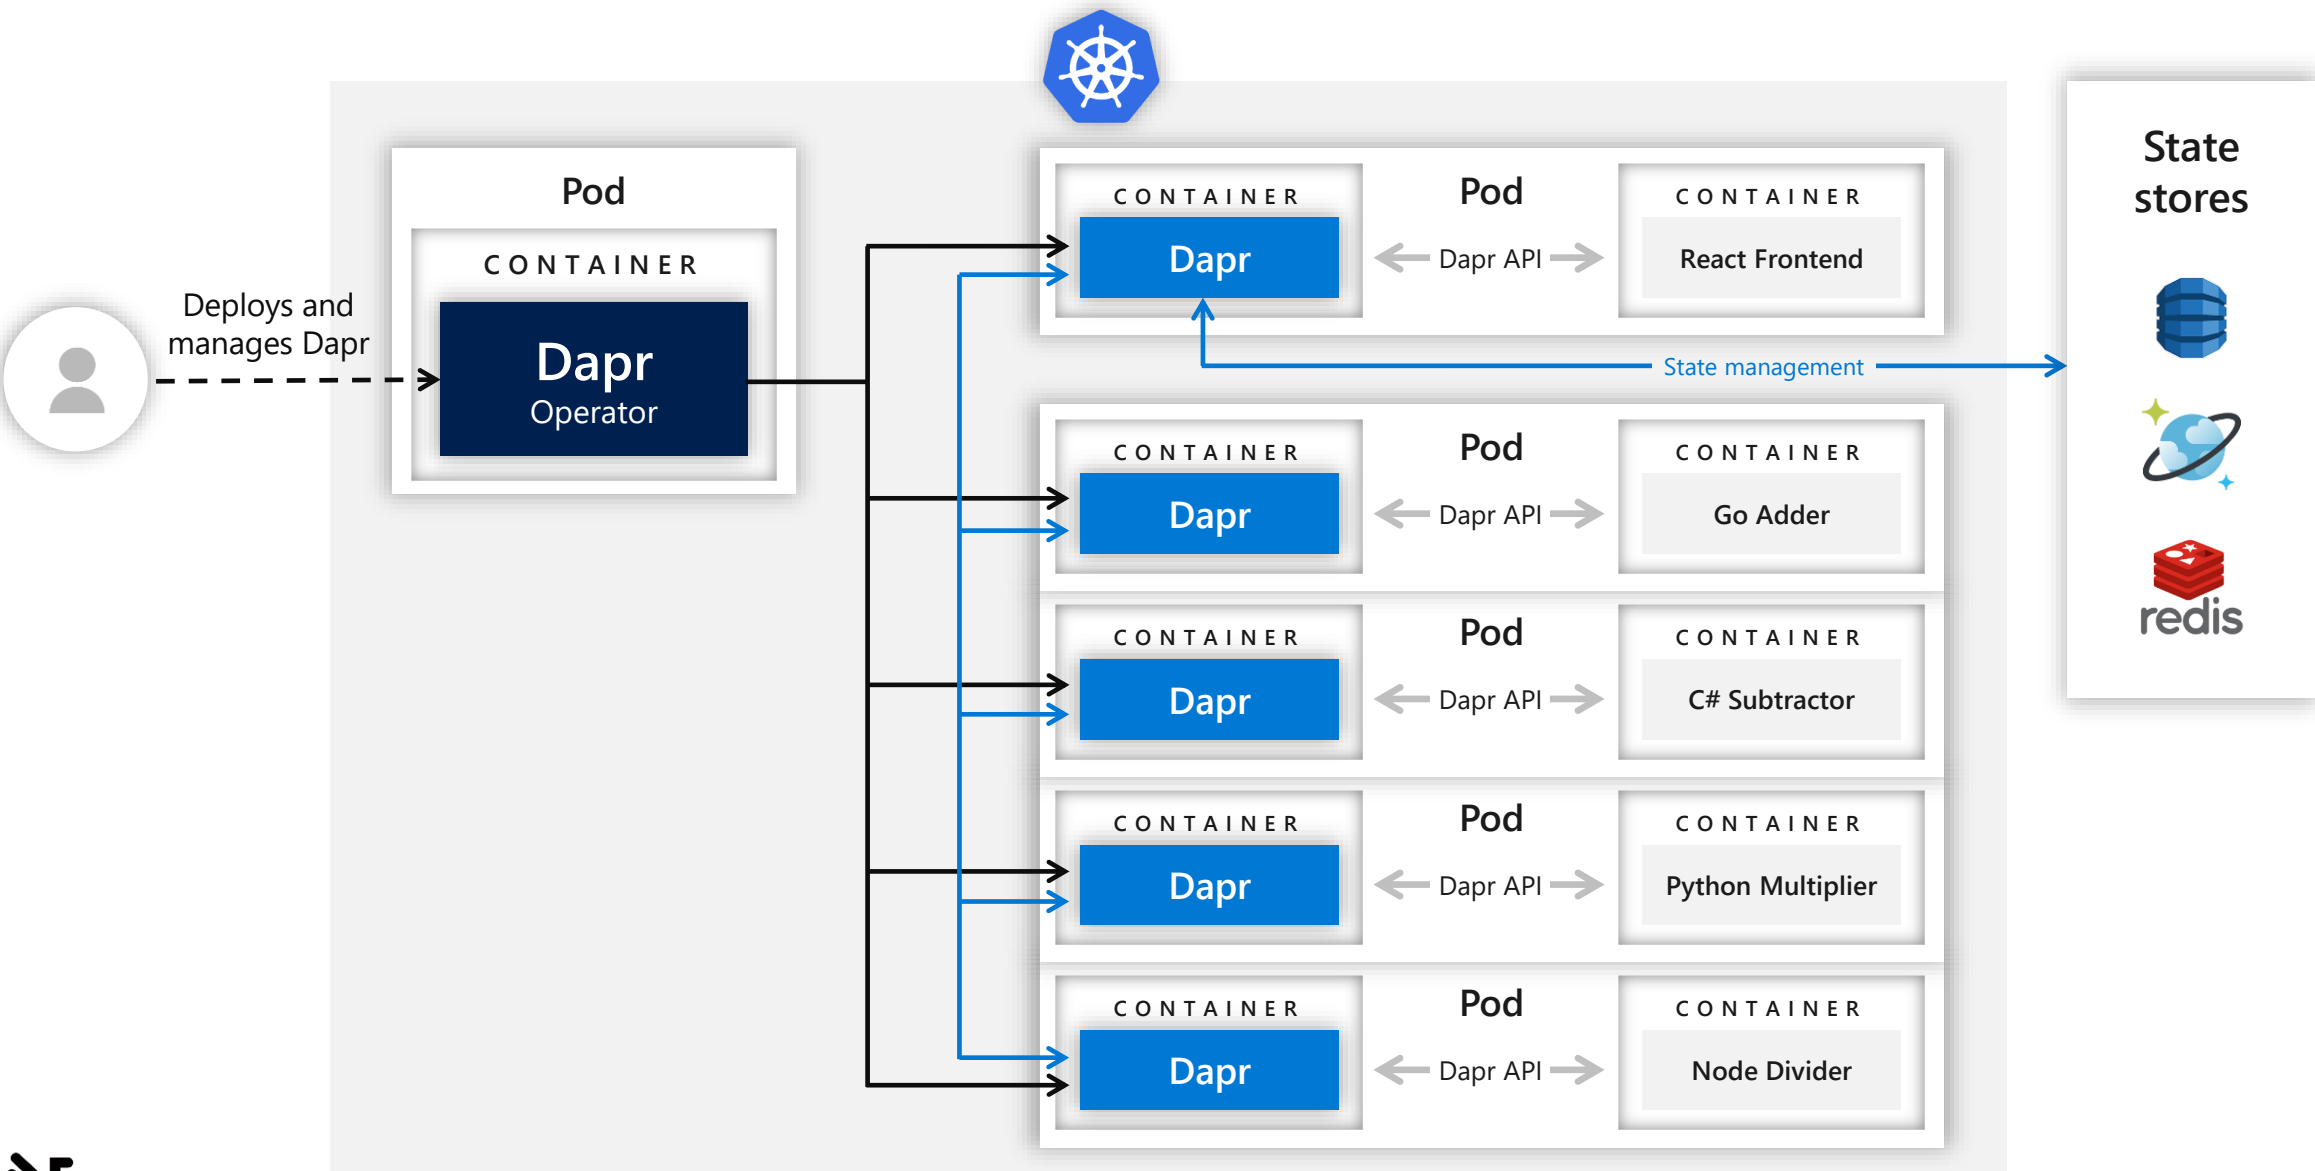 Deploys and
manages Dapr
Pod
CONTAINER
Dapr
Operator
CONTAINER
Dapr
Pod
Dapr API
CONTAINER
React Frontend
State management
CONTAINER
Dapr
Pod
Dapr API
CONTAINER
Go Adder
CONTAINER
Dapr
Pod
Dapr API
CONTAINER
C# Subtractor
CONTAINER
Dapr
Pod
Dapr API
CONTAINER
Python Multiplier
CONTAINER
Dapr
Pod
Dapr API
CONTAINER
Node Divider
State
stores
redis